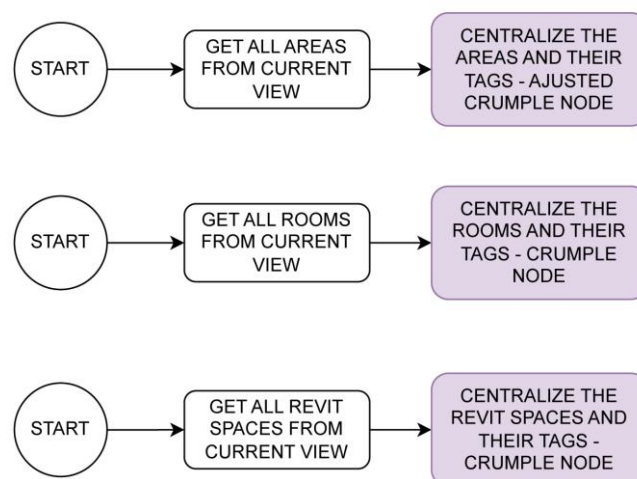 START
GET ALL AREAS
FROM CURRENT
VIEW
CENTRALIZE THE
AREAS AND THEIR
TAGS - AJUSTED
CRUMPLE NODE
START
GET ALL ROOMS
FROM CURRENT
VIEW
CENTRALIZE THE
ROOMS AND THEIR
TAGS - CRUMPLE
NODE
START
GET ALL REVIT
SPACES FROM
CURRENT VIEW
CENTRALIZE THE
REVIT SPACES AND
THEIR TAGS -
CRUMPLE NODE